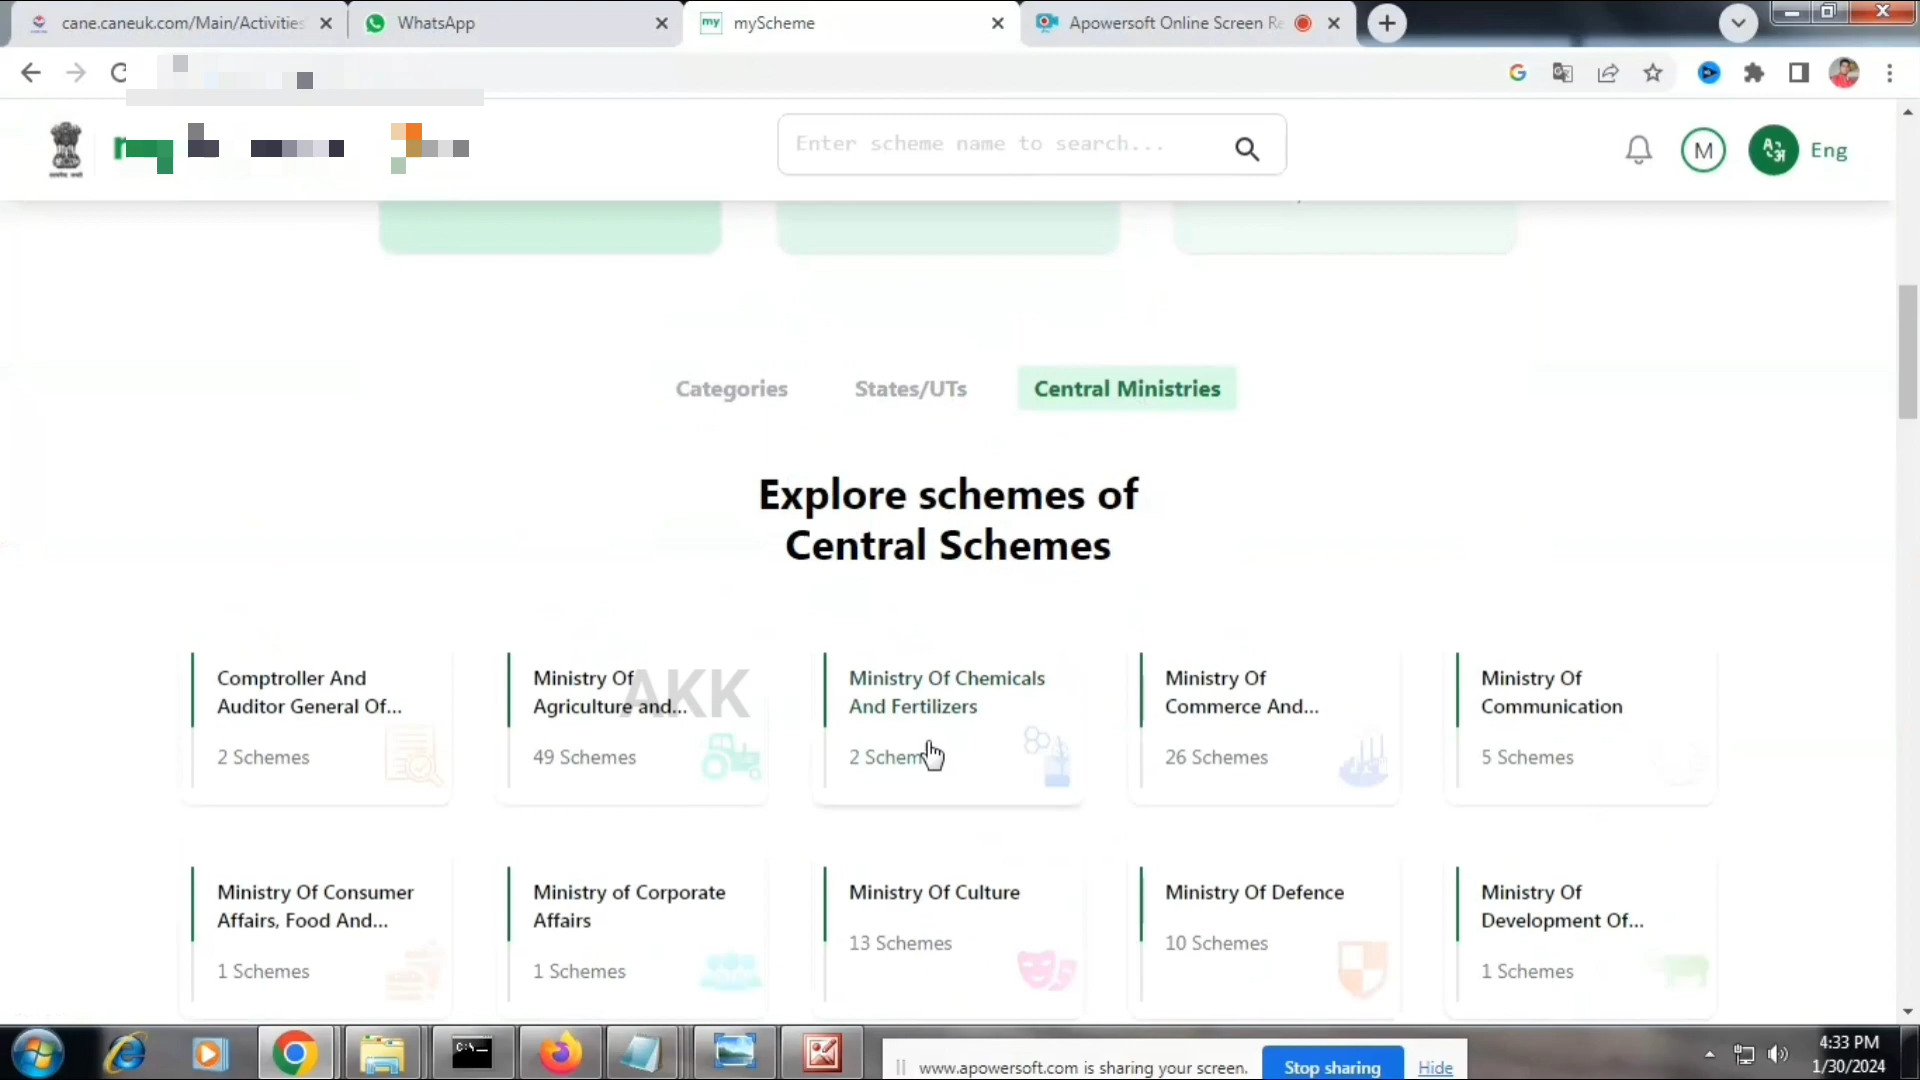 cane.caneuk.com/Main/Activities
WhatsApp
my
myScheme
Apowersoft Online Screen Re
Enter scheme name to search...
M
Eng
Categories
States/UTs
Central Ministries
Explore schemes of
Central Schemes
Comptroller And
Auditor General Of...
2 Schemes
Ministry Of
Agriculture and...
49 Schemes
AKK
Ministry Of Chemicals
And Fertilizers
2 Schem
Ministry Of
Commerce And...
26 Schemes
Ministry Of
Communication
5 Schemes
Ministry Of Consumer
Affairs, Food And...
1 Schemes
Ministry of Corporate
Affairs
1 Schemes
Ministry Of Culture
13 Schemes
Ministry Of Defence
10 Schemes
Ministry Of
Development Of...
1 Schemes
www.apowersoft.com is sharing your screen.
Stop sharing
Hide
4:33 PM
1/30/2024